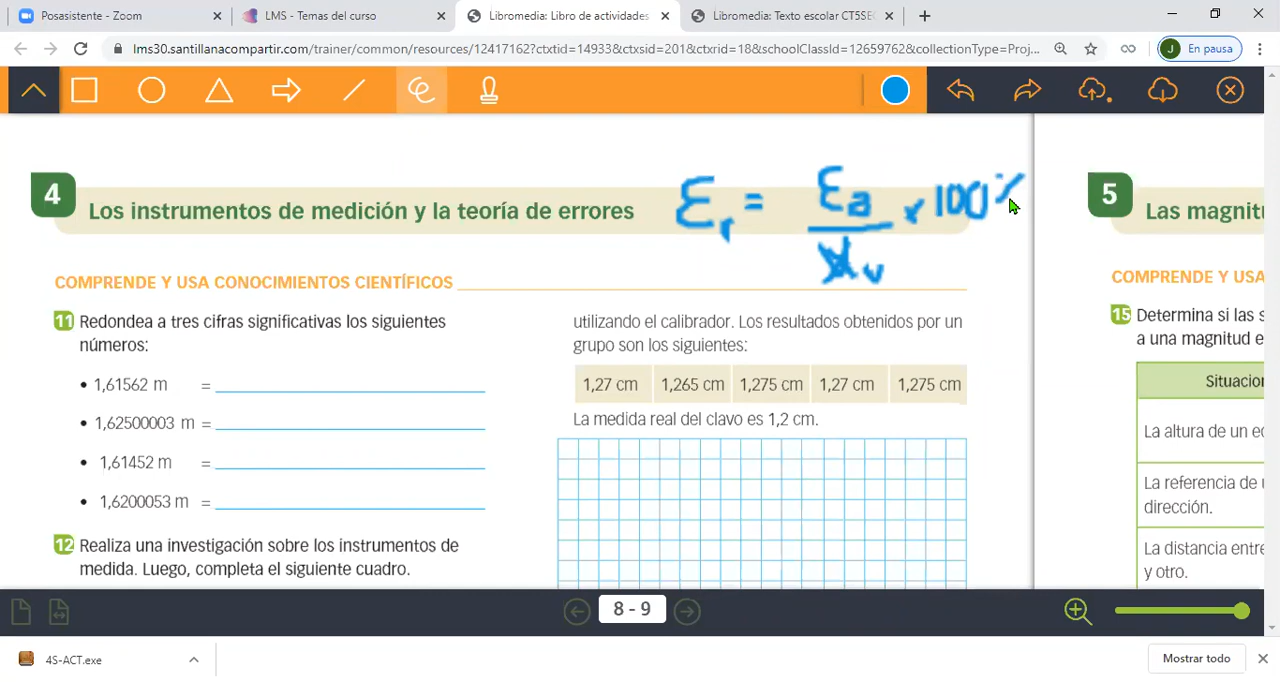 Posasistente - Zoom
LMS - Temas del curso
Libromedia: Libro de actividades
Libromedia: Texto escolar CT5SE
lms30.santillanacompartir.com/trainer/common/resources/12417162?ctxtid=14933&ctxsid=201&ctxrid=18&schoolClassId=12659762&collectionType=Proj...
J En pausa
4
Los instrumentos de medición y la teoría de errores
Er = Ea / Vv x 100%
5
Las magnitu
COMPRENDE Y USA CONOCIMIENTOS CIENTÍFICOS
11 Redondea a tres cifras significativas los siguientes
números:
• 1,61562 m =
• 1,62500003 m =
• 1,61452 m =
• 1,6200053 m =
12 Realiza una investigación sobre los instrumentos de
medida. Luego, completa el siguiente cuadro.
utilizando el calibrador. Los resultados obtenidos por un
grupo son los siguientes:
1,27 cm 1,265 cm 1,275 cm 1,27 cm 1,275 cm
La medida real del clavo es 1,2 cm.
COMPRENDE Y USA
15 Determina si las s
a una magnitud e
Situacion
La altura de un ed
La referencia de u
dirección.
La distancia entre
y otro.
8 - 9
4S-ACT.exe
Mostrar todo